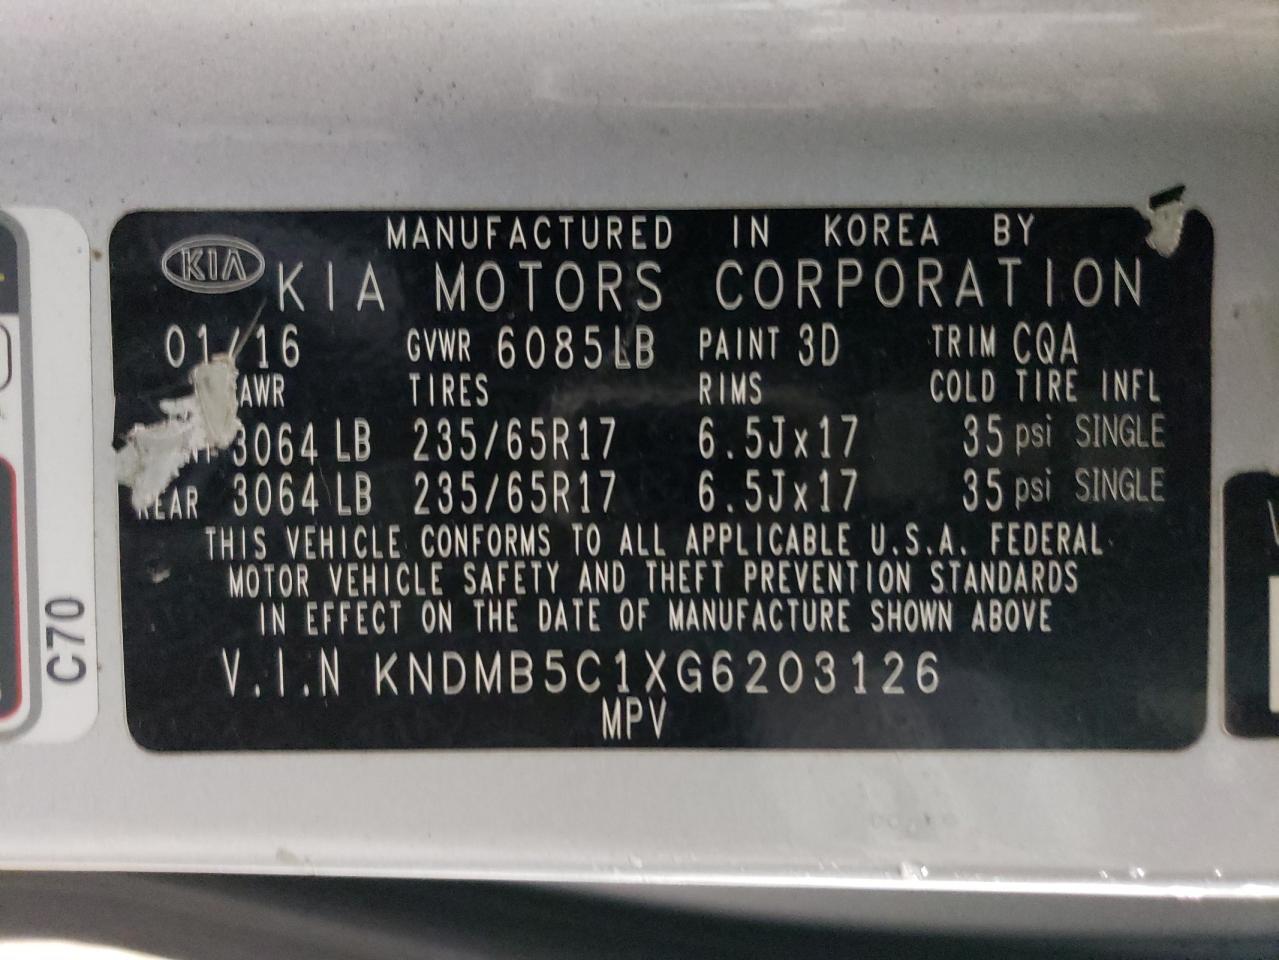 MANUFACTURED IN KOREA BY
KIA KIA MOTORS CORPORATION
01/16 GVWR 6085LB PAINT 3D TRIM CQA
AWR TIRES RIMS COLD TIRE INFL
3064 LB 235/65R17 6.5Jx17 35 psi SINGLE
REAR 3064 LB 235/65R17 6.5Jx17 35 psi SINGLE
THIS VEHICLE CONFORMS TO ALL APPLICABLE U.S.A. FEDERAL
MOTOR VEHICLE SAFETY AND THEFT PREVENTION STANDARDS
IN EFFECT ON THE DATE OF MANUFACTURE SHOWN ABOVE
V.I.N KNDMB5C1XG6203126
MPV
C70